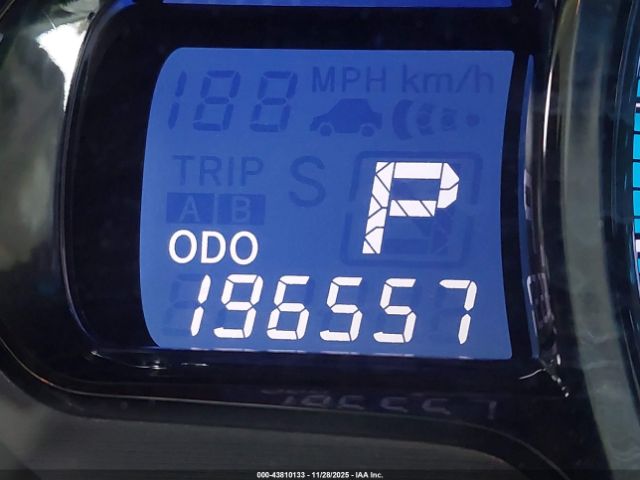 188 MPH km/h
TRIP S P
A B
ODO
196557
000-43810133 - 11/28/2025 - IAA Inc.